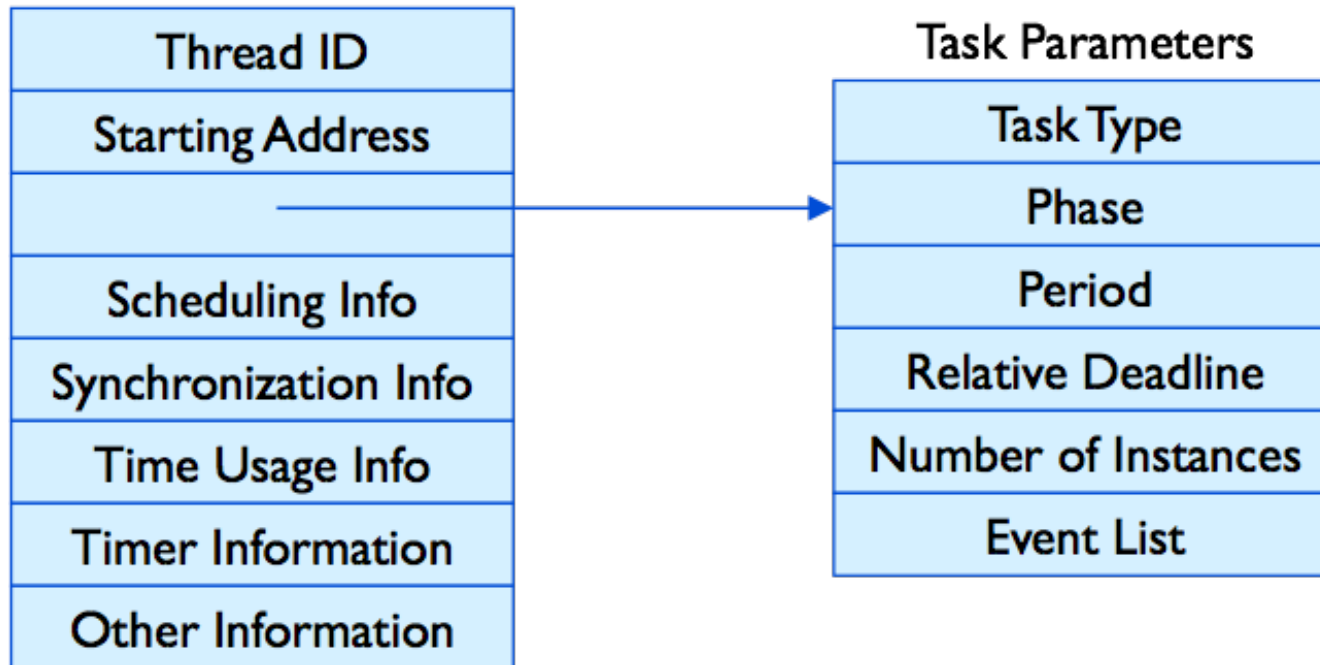 Thread ID
Starting Address
Scheduling Info
Synchronization Info
Time Usage Info
Timer Information
Other Information
Task Parameters
Task Type
Phase
Period
Relative Deadline
Number of Instances
Event List